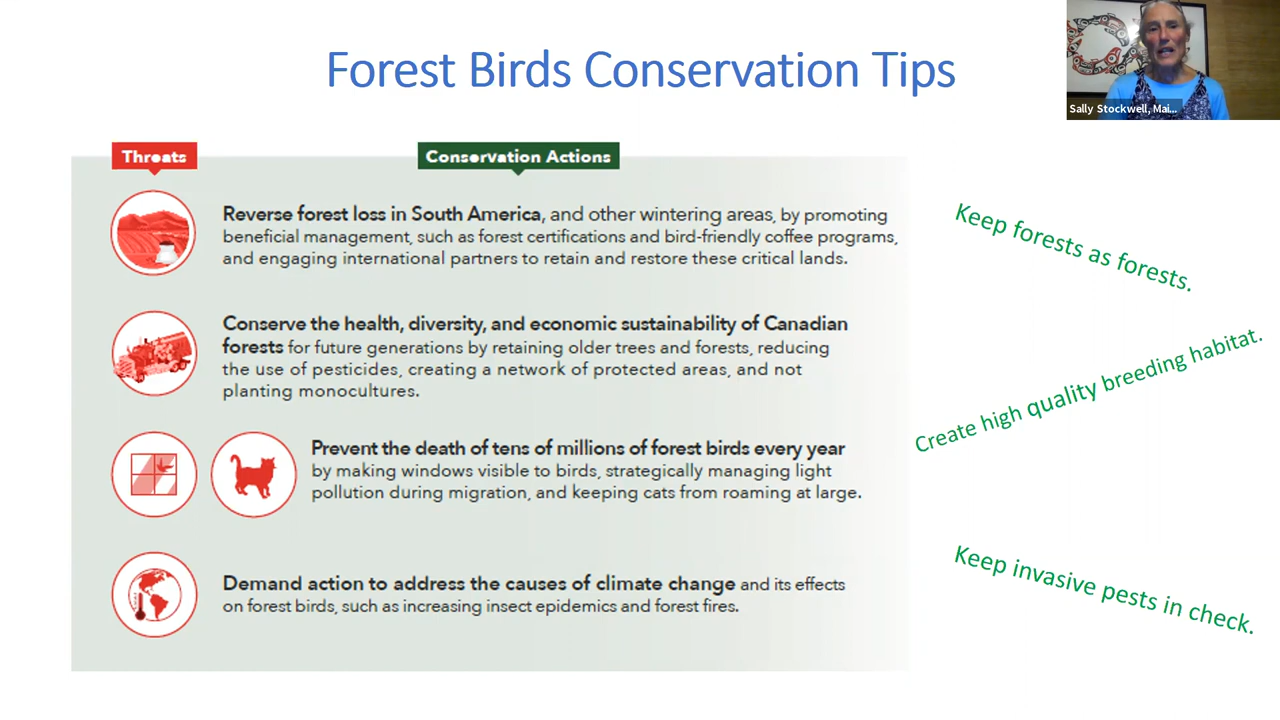 Forest Birds Conservation Tips
Sally Stockwell, Mai...
Threats
Conservation Actions
Reverse forest loss in South America, and other wintering areas, by promoting
beneficial management, such as forest certifications and bird-friendly coffee programs,
and engaging international partners to retain and restore these critical lands.
Conserve the health, diversity, and economic sustainability of Canadian
forests for future generations by retaining older trees and forests, reducing
the use of pesticides, creating a network of protected areas, and not
planting monocultures.
Prevent the death of tens of millions of forest birds every year
by making windows visible to birds, strategically managing light
pollution during migration, and keeping cats from roaming at large.
Demand action to address the causes of climate change and its effects
on forest birds, such as increasing insect epidemics and forest fires.
Keep forests as forests.
Create high quality breeding habitat.
Keep invasive pests in check.